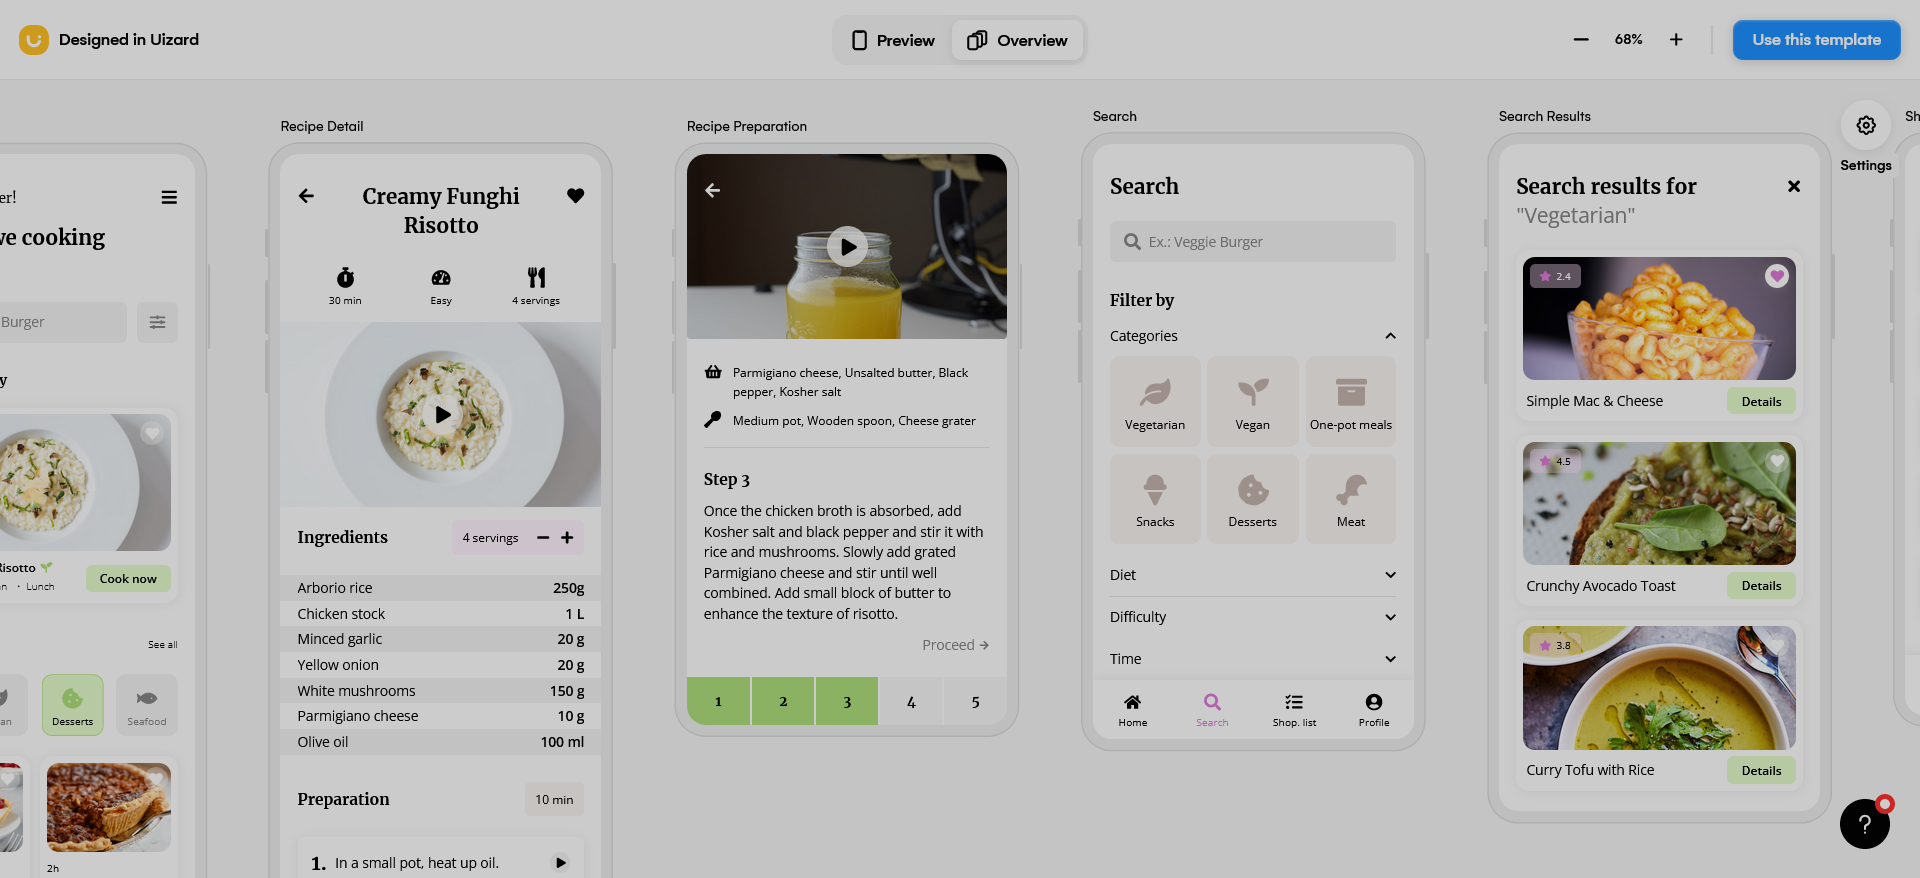 Designed in Uizard
Preview
Overview
68%
Use this template
Settings
er!
ve cooking
Burger
y
Risotto
n · Lunch
Cook now
See all
an
Desserts
Seafood
2h
Recipe Detail
Creamy Funghi
Risotto
30 min
Easy
4 servings
Ingredients
4 servings
Arborio rice 250g
Chicken stock 1 L
Minced garlic 20 g
Yellow onion 20 g
White mushrooms 150 g
Parmigiano cheese 10 g
Olive oil 100 ml
Preparation
10 min
1. In a small pot, heat up oil.
Recipe Preparation
Parmigiano cheese, Unsalted butter, Black
pepper, Kosher salt
Medium pot, Wooden spoon, Cheese grater
Step 3
Once the chicken broth is absorbed, add
Kosher salt and black pepper and stir it with
rice and mushrooms. Slowly add grated
Parmigiano cheese and stir until well
combined. Add small block of butter to
enhance the texture of risotto.
Proceed
1 2 3 4 5
Search
Search
Ex.: Veggie Burger
Filter by
Categories
Vegetarian
Vegan
One-pot meals
Snacks
Desserts
Meat
Diet
Difficulty
Time
Home
Search
Shop. list
Profile
Search Results
Search results for
"Vegetarian"
2.4
Simple Mac & Cheese
Details
4.5
Crunchy Avocado Toast
Details
3.8
Curry Tofu with Rice
Details
Sh
?